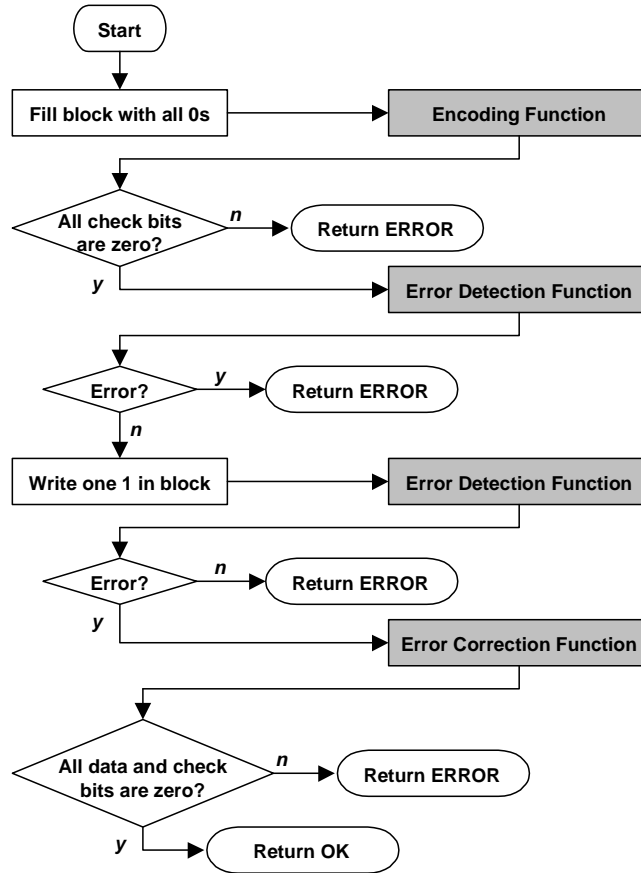 Start
Fill block with all 0s
Encoding Function
All check bits
are zero?
n
Return ERROR
y
Error Detection Function
Error?
y
Return ERROR
n
Write one 1 in block
Error Detection Function
Error?
n
Return ERROR
y
Error Correction Function
All data and check
bits are zero?
n
Return ERROR
y
Return OK